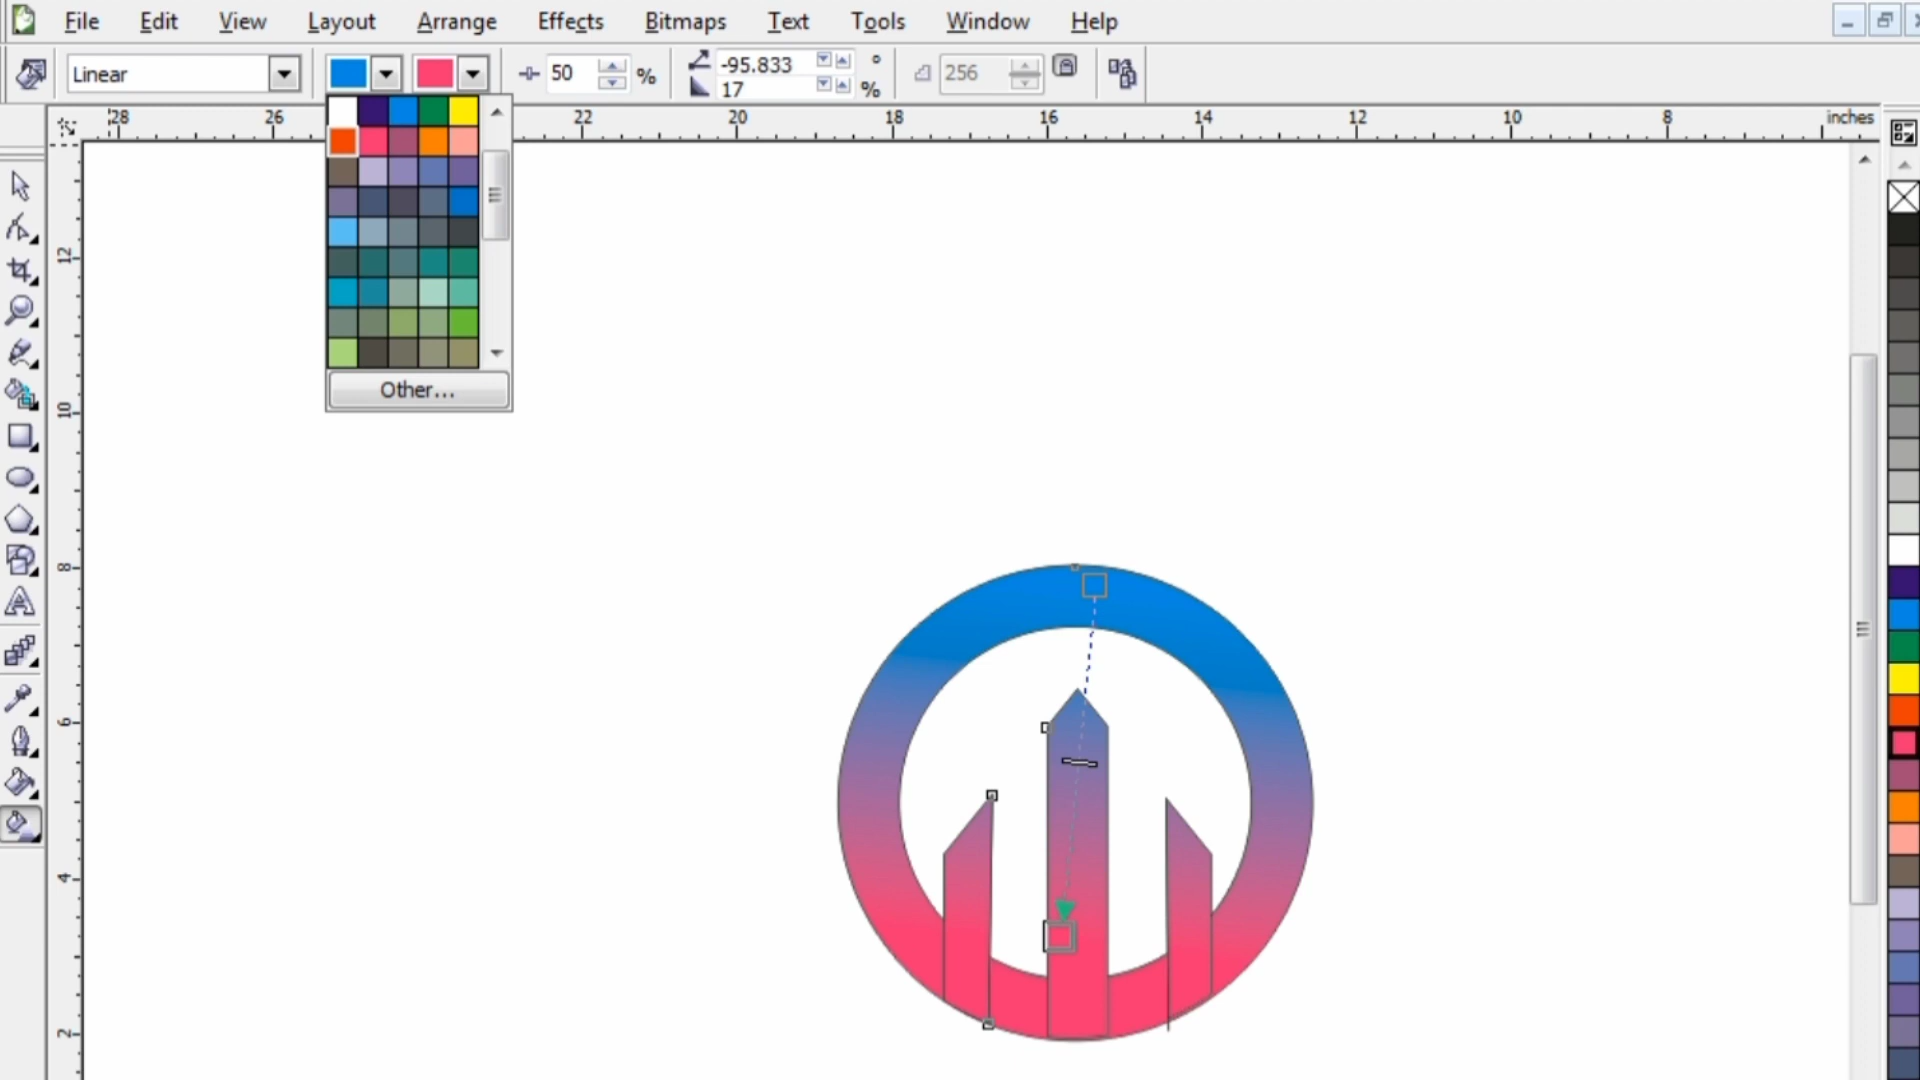 File Edit View Layout Arrange Effects Bitmaps Text Tools Window Help
Linear 50 % -95.833 ° 256
17 %
28 26 22 20 18 16 14 12 10 8 inches
12
Other...
10
8
6
4
2